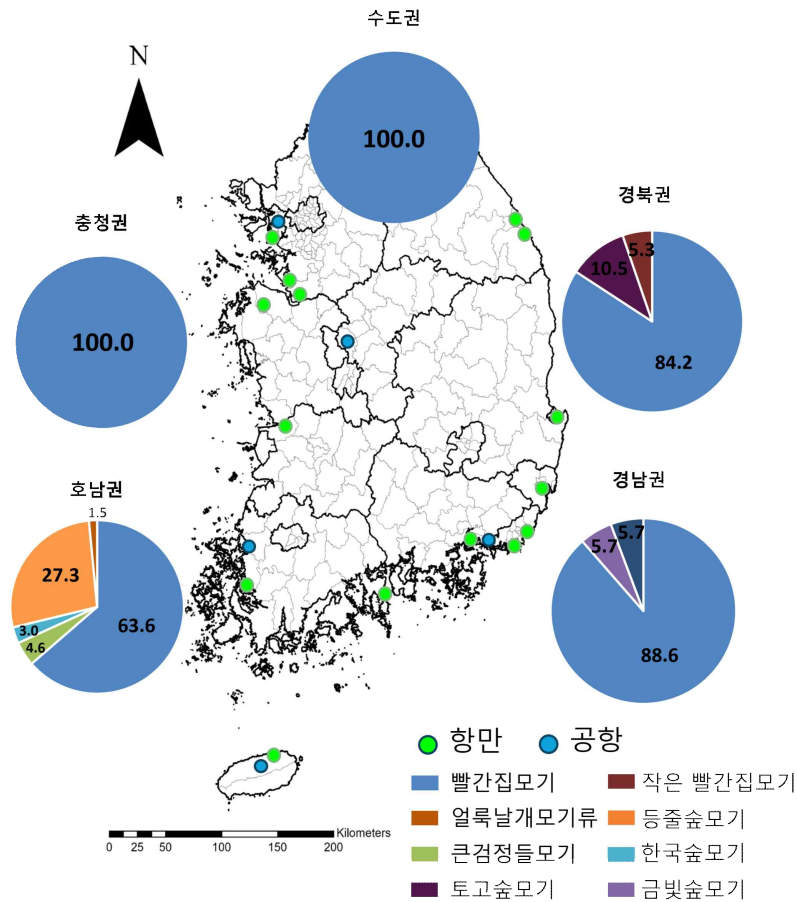 수도권
N
100.0
경북권
충청권
5.3
10.5
100.0
84.2
호남권
경남권
1.5
5.7
5.7
27.3
63.6
3.0
4.6
88.6
항만
공항
빨간집모기
작은 빨간집모기
얼룩날개모기류
등줄숲모기
큰검정들모기
한국숲모기
토고숲모기
금빛숲모기
Kilometers
0 25 50 100 150 200